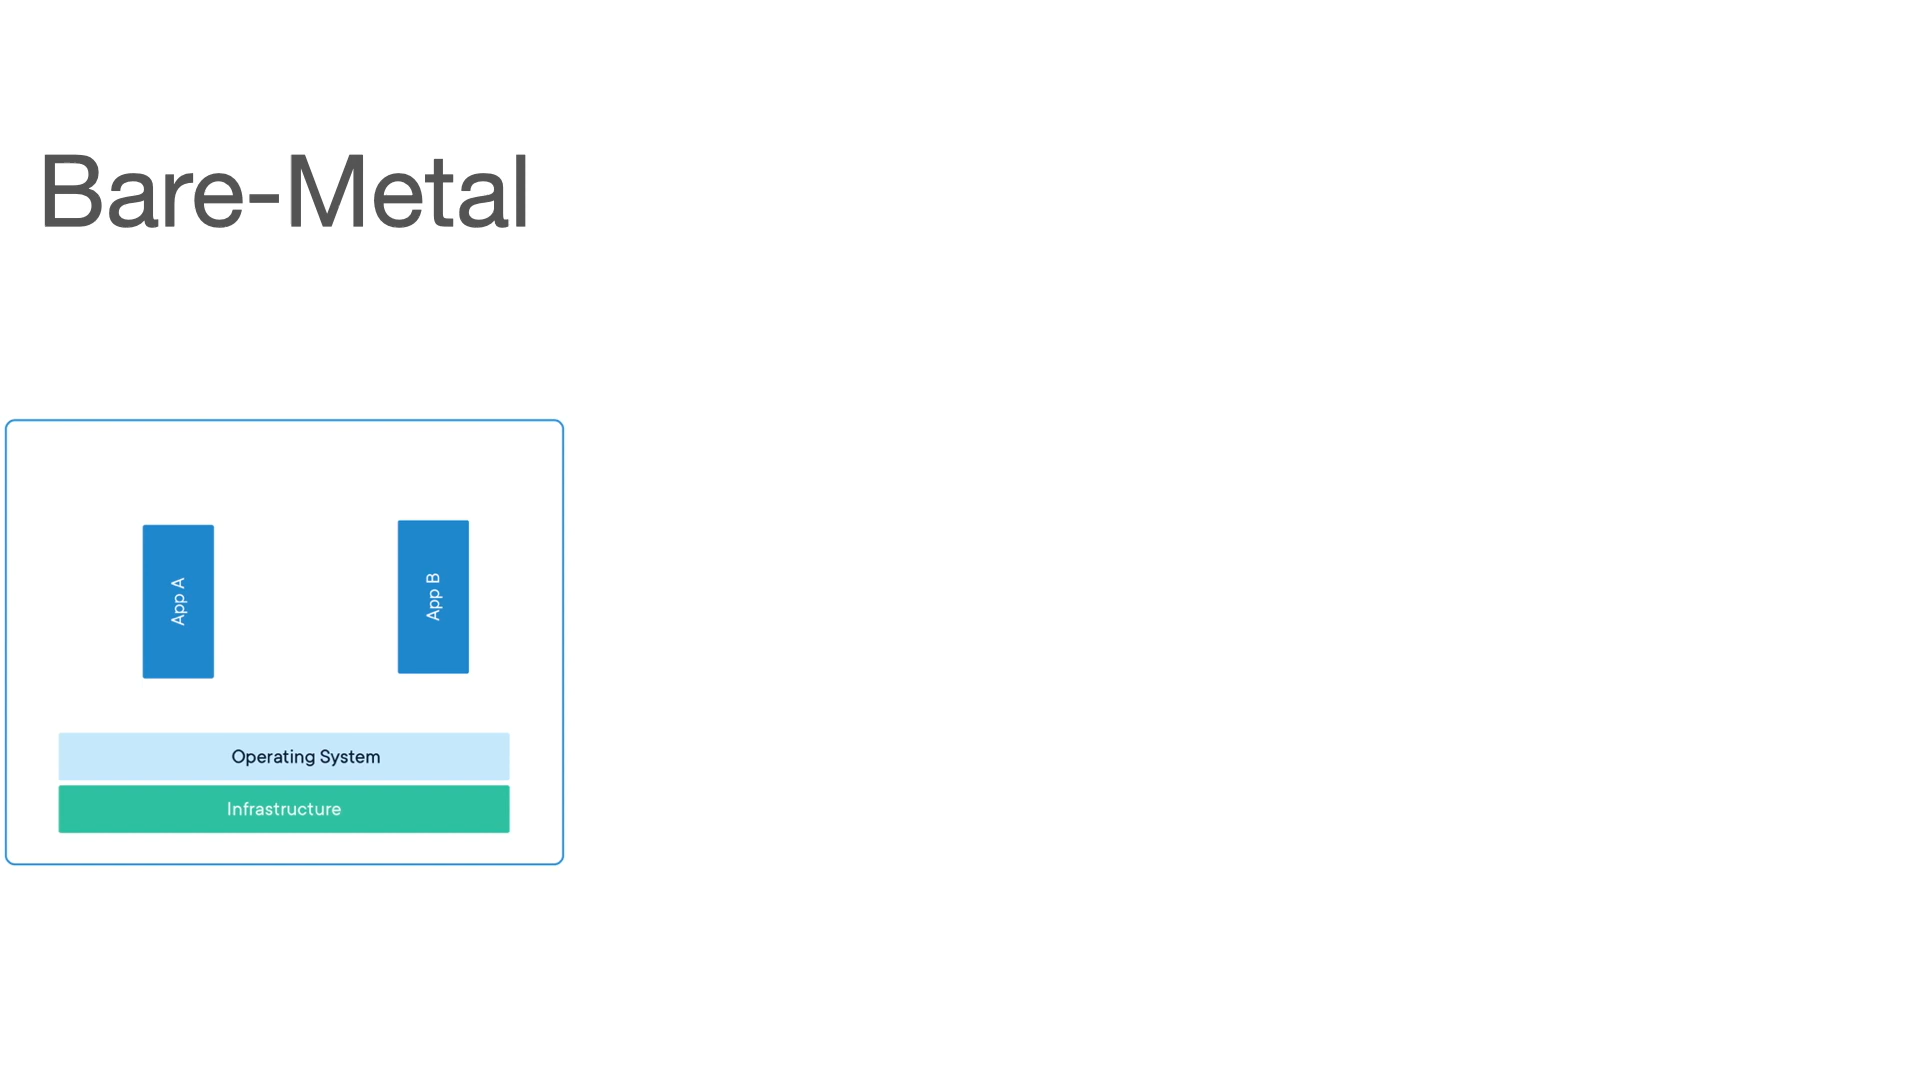 Bare-Metal
App A
App B
Operating System
Infrastructure